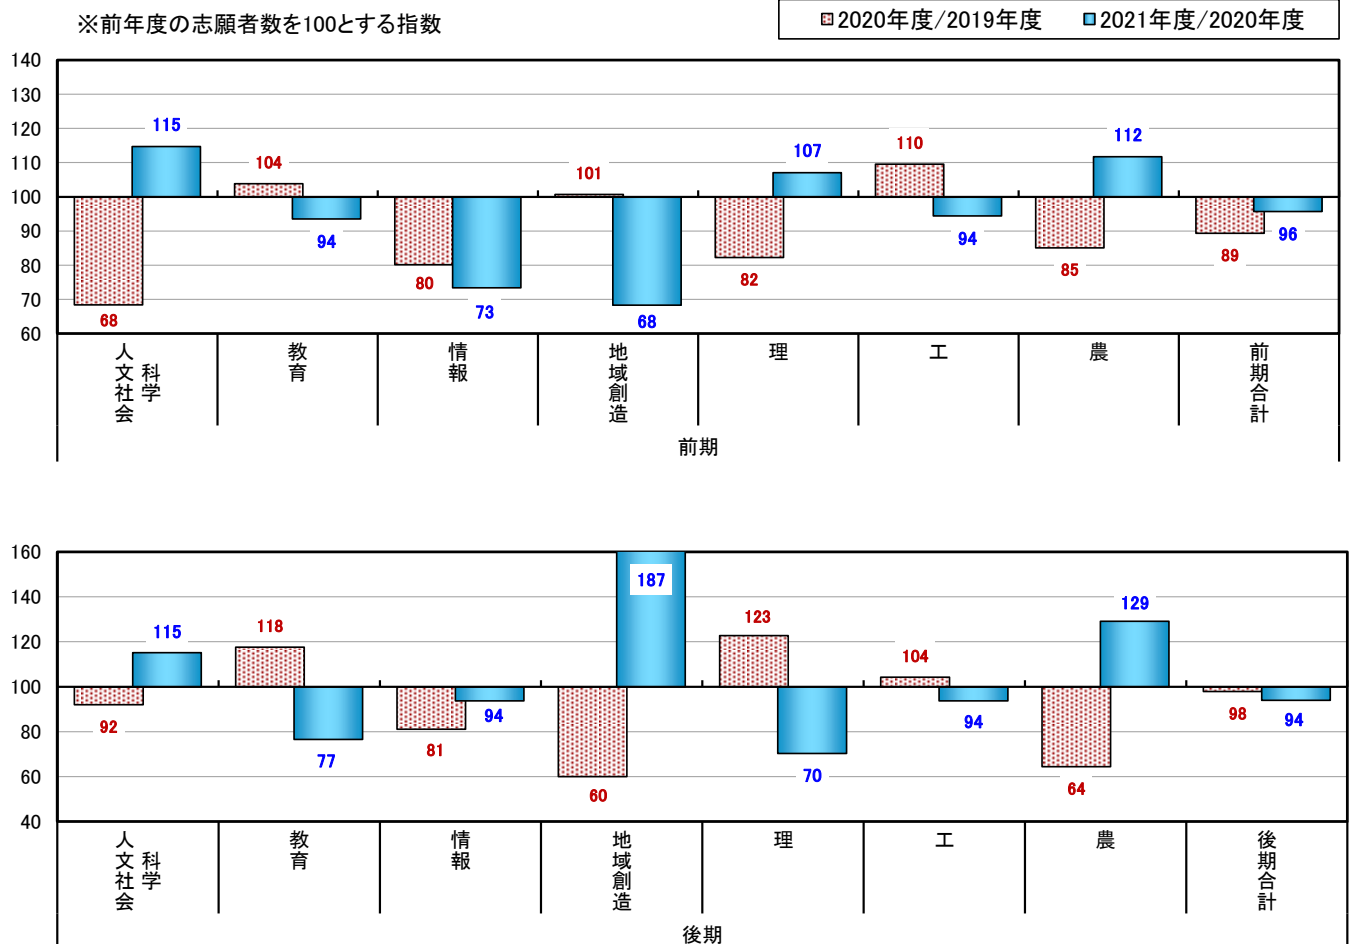 ※前年度の志願者数を100とする指数
2020年度/2019年度 2021年度/2020年度
140
130
120
110
100
90
80
70
60
68 115
104 94
80 73
101 68
82 107
110 94
85 112
89 96
人文社会科学
教育
情報
地域創造
理
工
農
前期合計
前期
160
140
120
100
80
60
40
92 115
118 77
81 94
60 187
123 70
104 94
64 129
98 94
人文社会科学
教育
情報
地域創造
理
工
農
後期合計
後期